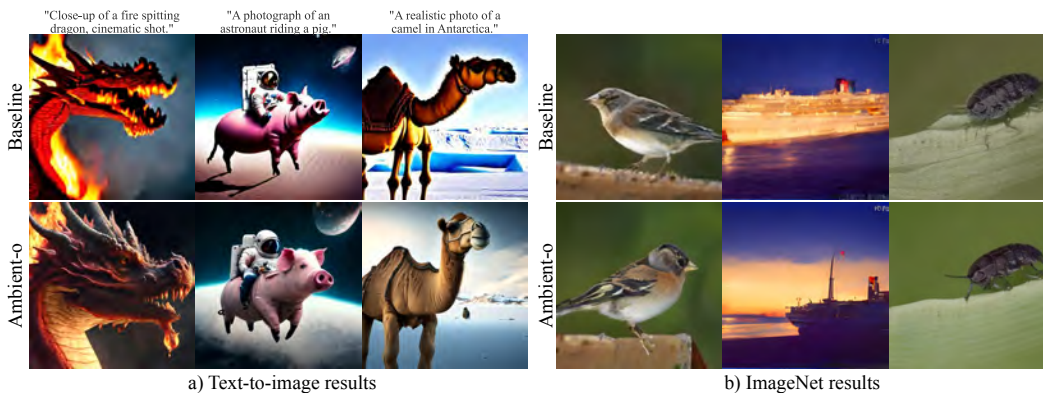 "Close-up of a fire spitting
dragon, cinematic shot."
"A photograph of an
astronaut riding a pig."
"A realistic photo of a
camel in Antarctica."
Baseline
Baseline
Ambient-o
Ambient-o
a) Text-to-image results
b) ImageNet results